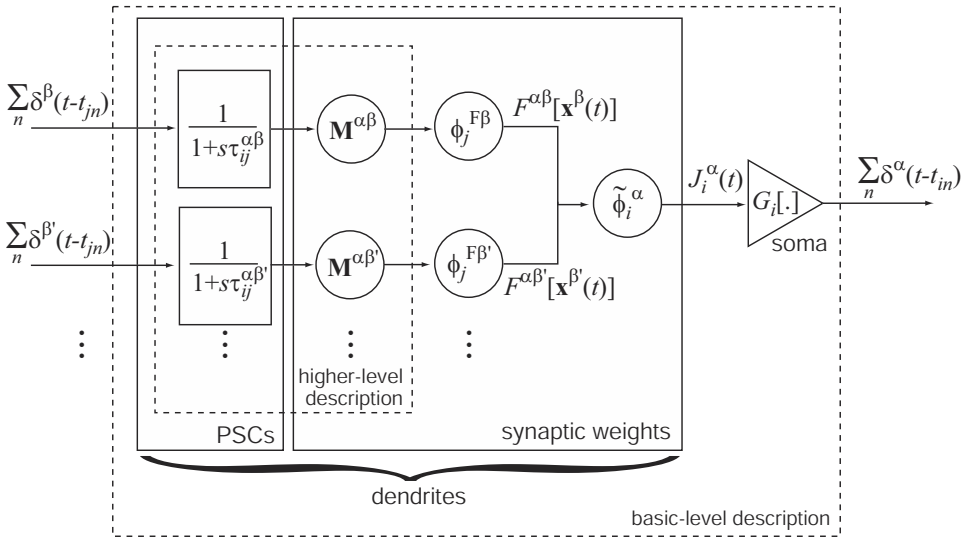 ∑ₙ δ^β(t-t_jn)
1
1+sτ_ij^αβ
M^αβ
ϕ_j^Fβ
F^αβ[x^β(t)]
ϕ̃_i^α
J_i^α(t)
G_i[.]
soma
∑ₙ δ^α(t-t_in)
∑ₙ δ^β'(t-t_jn)
1
1+sτ_ij^αβ'
M^αβ'
ϕ_j^Fβ'
F^αβ'[x^β'(t)]
higher-level
description
PSCs
synaptic weights
dendrites
basic-level description